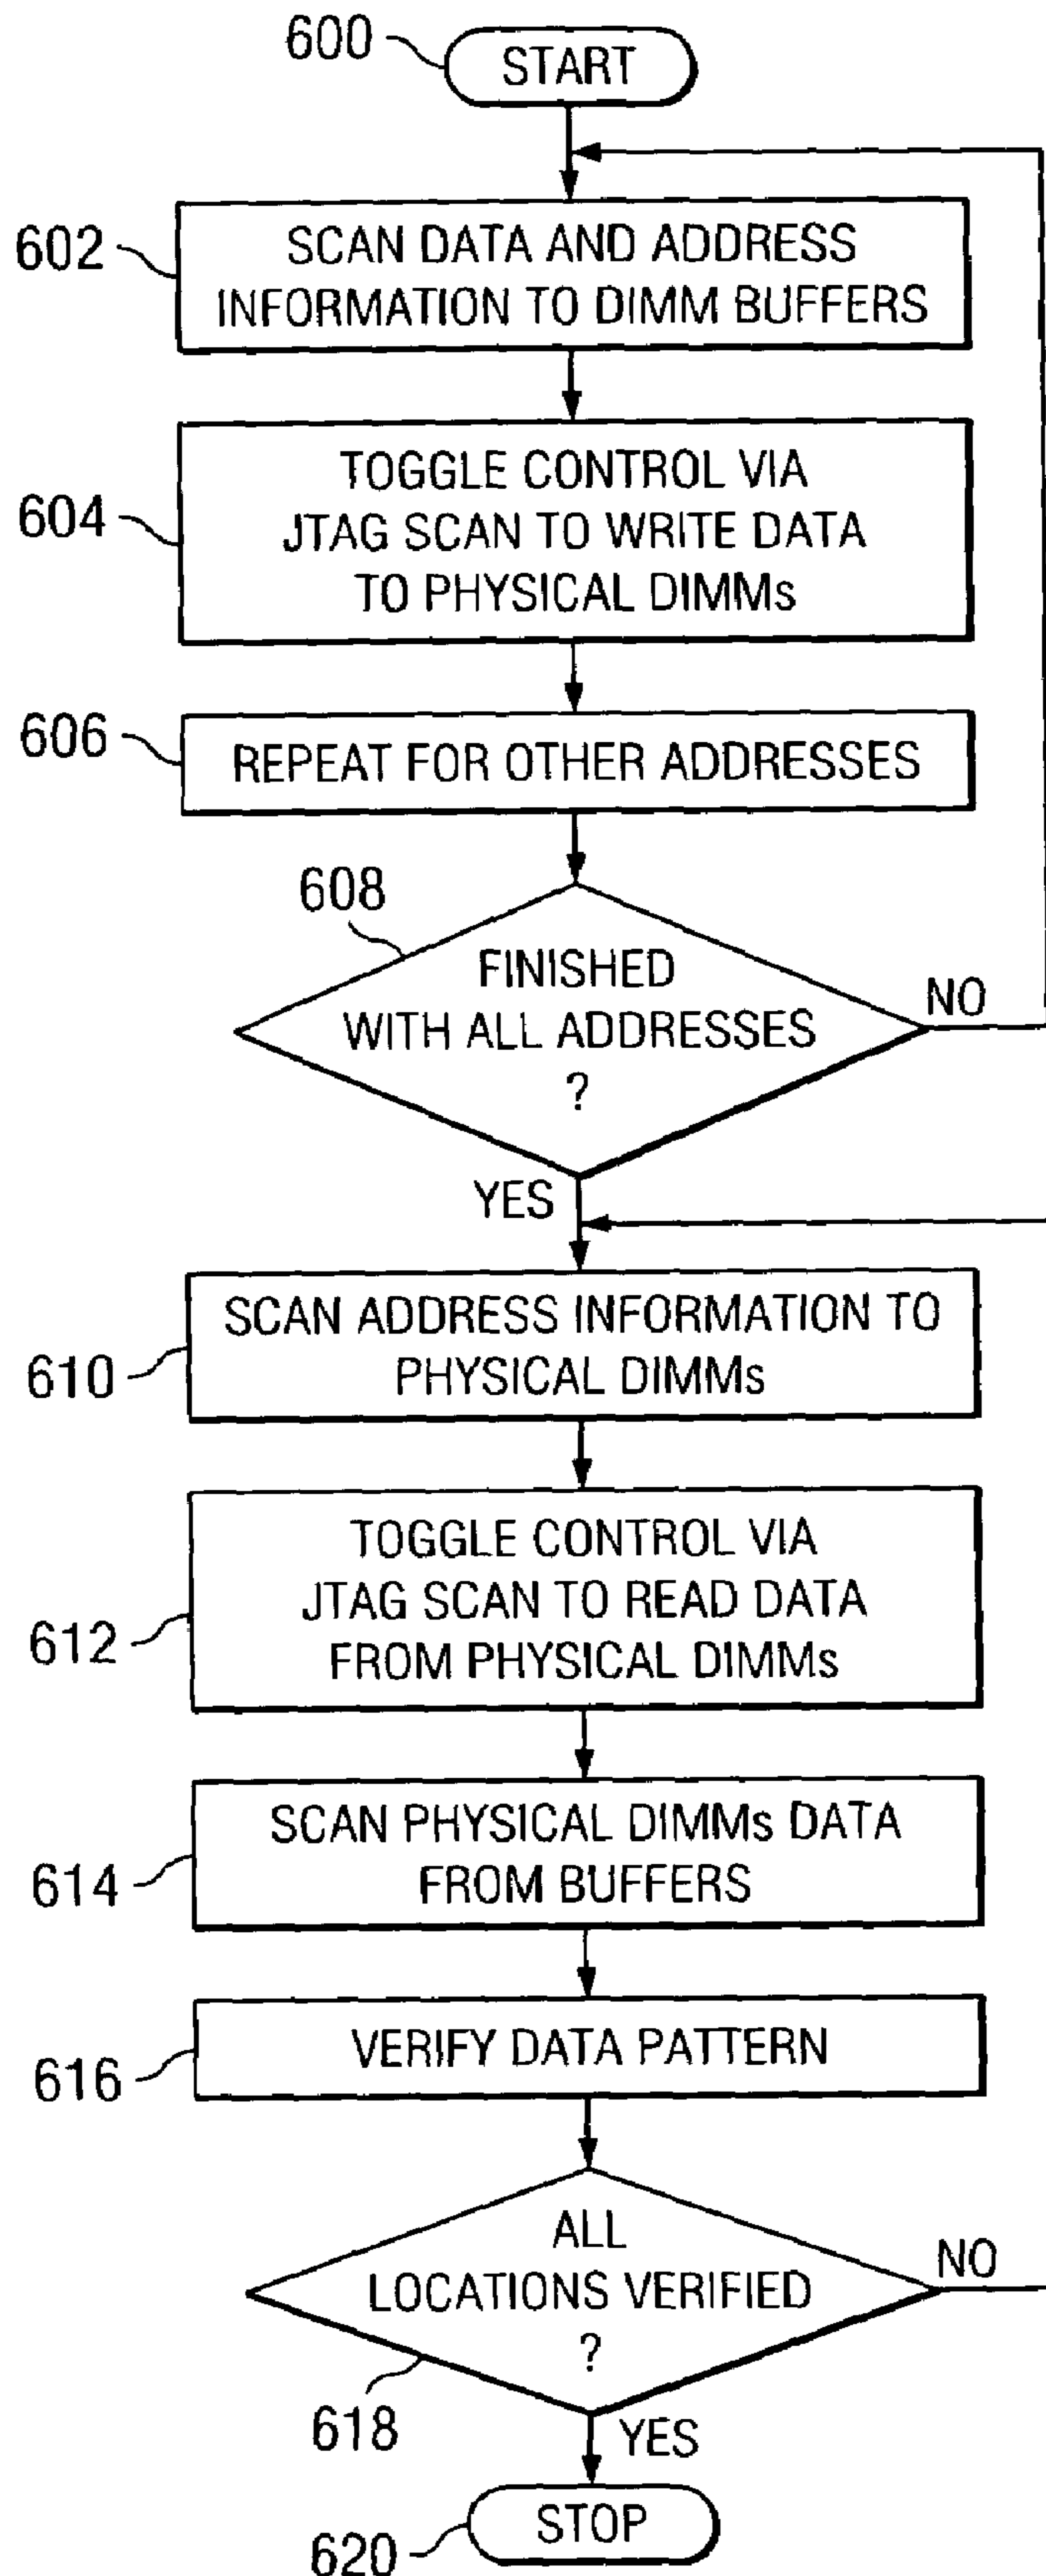 600
START
602
SCAN DATA AND ADDRESS
INFORMATION TO DIMM BUFFERS
604
TOGGLE CONTROL VIA
JTAG SCAN TO WRITE DATA
TO PHYSICAL DIMMs
606
REPEAT FOR OTHER ADDRESSES
608
FINISHED
WITH ALL ADDRESSES
?
NO
YES
610
SCAN ADDRESS INFORMATION TO
PHYSICAL DIMMs
612
TOGGLE CONTROL VIA
JTAG SCAN TO READ DATA
FROM PHYSICAL DIMMs
614
SCAN PHYSICAL DIMMs DATA
FROM BUFFERS
616
VERIFY DATA PATTERN
ALL
LOCATIONS VERIFIED
?
NO
618
YES
620
STOP